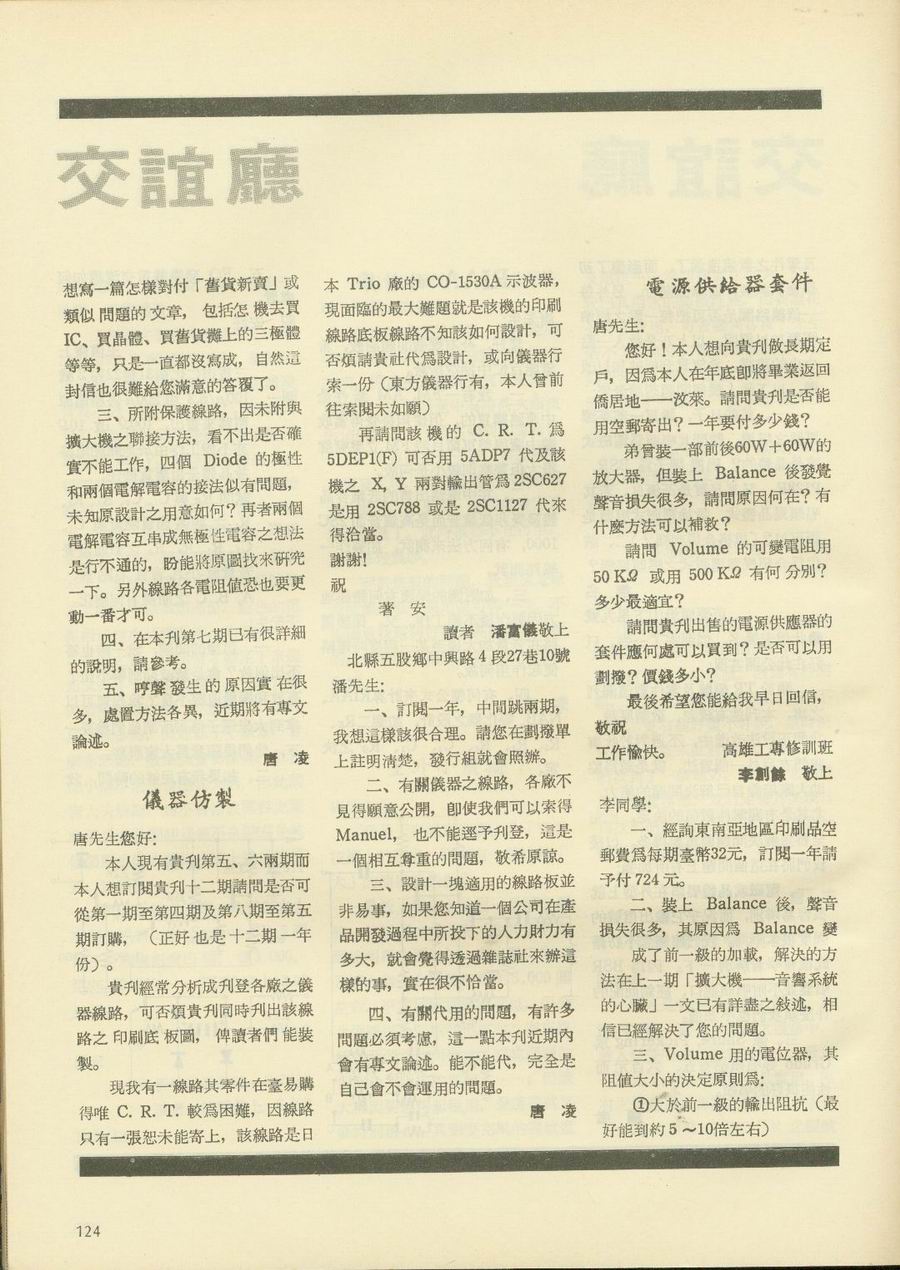 交誼廳
想寫一篇怎樣對付「舊貨新賣」或
類似問題的文章，包括怎機去買
IC、買晶體、買舊貨攤上的三極體
等等，只是一直都沒寫成，自然這
封信也很難給您滿意的答覆了。
三、所附保護線路，因未附與
擴大機之聯接方法，看不出是否確
實不能工作，四個 Diode 的極性
和兩個電解電容的接法似有問題，
未知原設計之用意如何？再者兩個
電解電容互串成無極性電容之想法
是行不通的，盼能將原圖找來研究
一下。另外線路各電阻值恐也要更
動一番才可。
四、在本刊第七期已有很詳細
的說明，請參考。
五、哼聲發生的原因實在很
多，處置方法各異，近期將有專文
論述。
唐　凌
儀器仿製
唐先生您好：
本人現有貴刊第五、六兩期而
本人想訂閱貴刊十二期請問是否可
從第一期至第四期及第八期至第五
期訂購，（正好也是十二期一年
份）。
貴刊經常分析成刊登各廠之儀
器線路，可否煩貴刊同時刊出該線
路之印刷底板圖，俾讀者們能裝
製。
現我有一線路其零件在臺易購
得唯 C. R. T. 較爲困難，因線路
只有一張恕未能寄上，該線路是日
本 Trio 廠的 CO-1530A 示波器，
現面臨的最大難題就是該機的印刷
線路底板線路不知該如何設計，可
否煩請貴社代爲設計，或向儀器行
索一份（東方儀器行有，本人曾前
往索閱未如願）
再請問該機的 C. R. T. 爲
5DEP1(F) 可否用 5ADP7 代及該
機之 X, Y 兩對輸出管爲 2SC627
是用 2SC788 或是 2SC1127 代來
得洽當。
謝謝！
祝
著　安
讀者　潘富儀敬上
北縣五股鄉中興路4段27巷10號
潘先生：
一、訂閱一年，中間跳兩期，
我想這樣該很合理。請您在劃撥單
上註明清楚，發行組就會照辦。
二、有關儀器之線路，各廠不
見得願意公開，卽使我們可以索得
Manuel，也不能逕予刊登，這是
一個相互尊重的問題，敬希原諒。
三、設計一塊適用的線路板並
非易事，如果您知道一個公司在產
品開發過程中所投下的人力財力有
多大，就會覺得透過雜誌社來辦這
樣的事，實在很不恰當。
四、有關代用的問題，有許多
問題必須考慮，這一點本刊近期內
會有專文論述。能不能代，完全是
自己會不會運用的問題。
唐　凌
電源供給器套件
唐先生：
您好！本人想向貴刊做長期定
戶，因爲本人在年底卽將畢業返回
僑居地——汶萊。請問貴刊是否能
用空郵寄出？一年要付多少錢？
弟曾裝一部前後60W＋60W的
放大器，但裝上 Balance 後發覺
聲音損失很多，請問原因何在？有
什麽方法可以補救？
請問 Volume 的可變電阻用
50 KΩ 或用 500 KΩ 有何分別？
多少最適宜？
請問貴刊出售的電源供應器的
套件應何處可以買到？是否可以用
劃撥？價錢多小？
最後希望您能給我早日回信，
敬祝
工作愉快。　　高雄工專修訓班
李創餘　敬上
李同學：
一、經詢東南亞地區印刷品空
郵費爲每期臺幣32元，訂閱一年請
予付 724 元。
二、裝上 Balance 後，聲音
損失很多，其原因爲 Balance 變
成了前一級的加載，解決的方
法在上一期「擴大機——音響系統
的心臟」一文已有詳盡之敍述，相
信已經解決了您的問題。
三、Volume 用的電位器，其
阻值大小的決定原則爲：
①大於前一級的輸出阻抗（最
好能到約5～10倍左右）
124